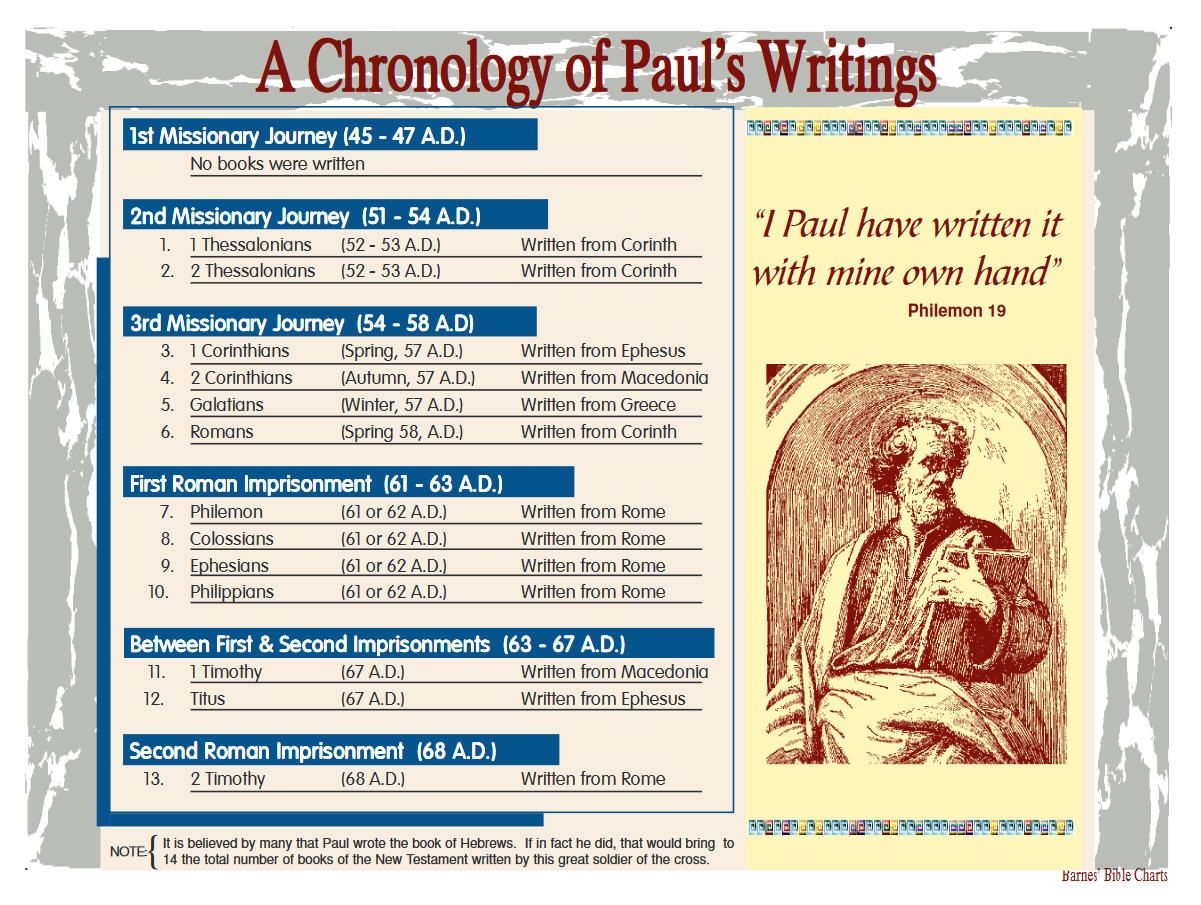 A Chronology of Paul's Writings
1st Missionary Journey (45 - 47 A.D.)
No books were written
2nd Missionary Journey (51 - 54 A.D.)
1. 1 Thessalonians (52 - 53 A.D.) Written from Corinth
2. 2 Thessalonians (52 - 53 A.D.) Written from Corinth
3rd Missionary Journey (54 - 58 A.D)
3. 1 Corinthians (Spring, 57 A.D.) Written from Ephesus
4. 2 Corinthians (Autumn, 57 A.D.) Written from Macedonia
5. Galatians (Winter, 57 A.D.) Written from Greece
6. Romans (Spring 58, A.D.) Written from Corinth
First Roman Imprisonment (61 - 63 A.D.)
7. Philemon (61 or 62 A.D.) Written from Rome
8. Colossians (61 or 62 A.D.) Written from Rome
9. Ephesians (61 or 62 A.D.) Written from Rome
10. Philippians (61 or 62 A.D.) Written from Rome
Between First & Second Imprisonments (63 - 67 A.D.)
11. 1 Timothy (67 A.D.) Written from Macedonia
12. Titus (67 A.D.) Written from Ephesus
Second Roman Imprisonment (68 A.D.)
13. 2 Timothy (68 A.D.) Written from Rome
NOTE: It is believed by many that Paul wrote the book of Hebrews. If in fact he did, that would bring to
14 the total number of books of the New Testament written by this great soldier of the cross.
"I Paul have written it
with mine own hand"
Philemon 19
Barnes' Bible Charts